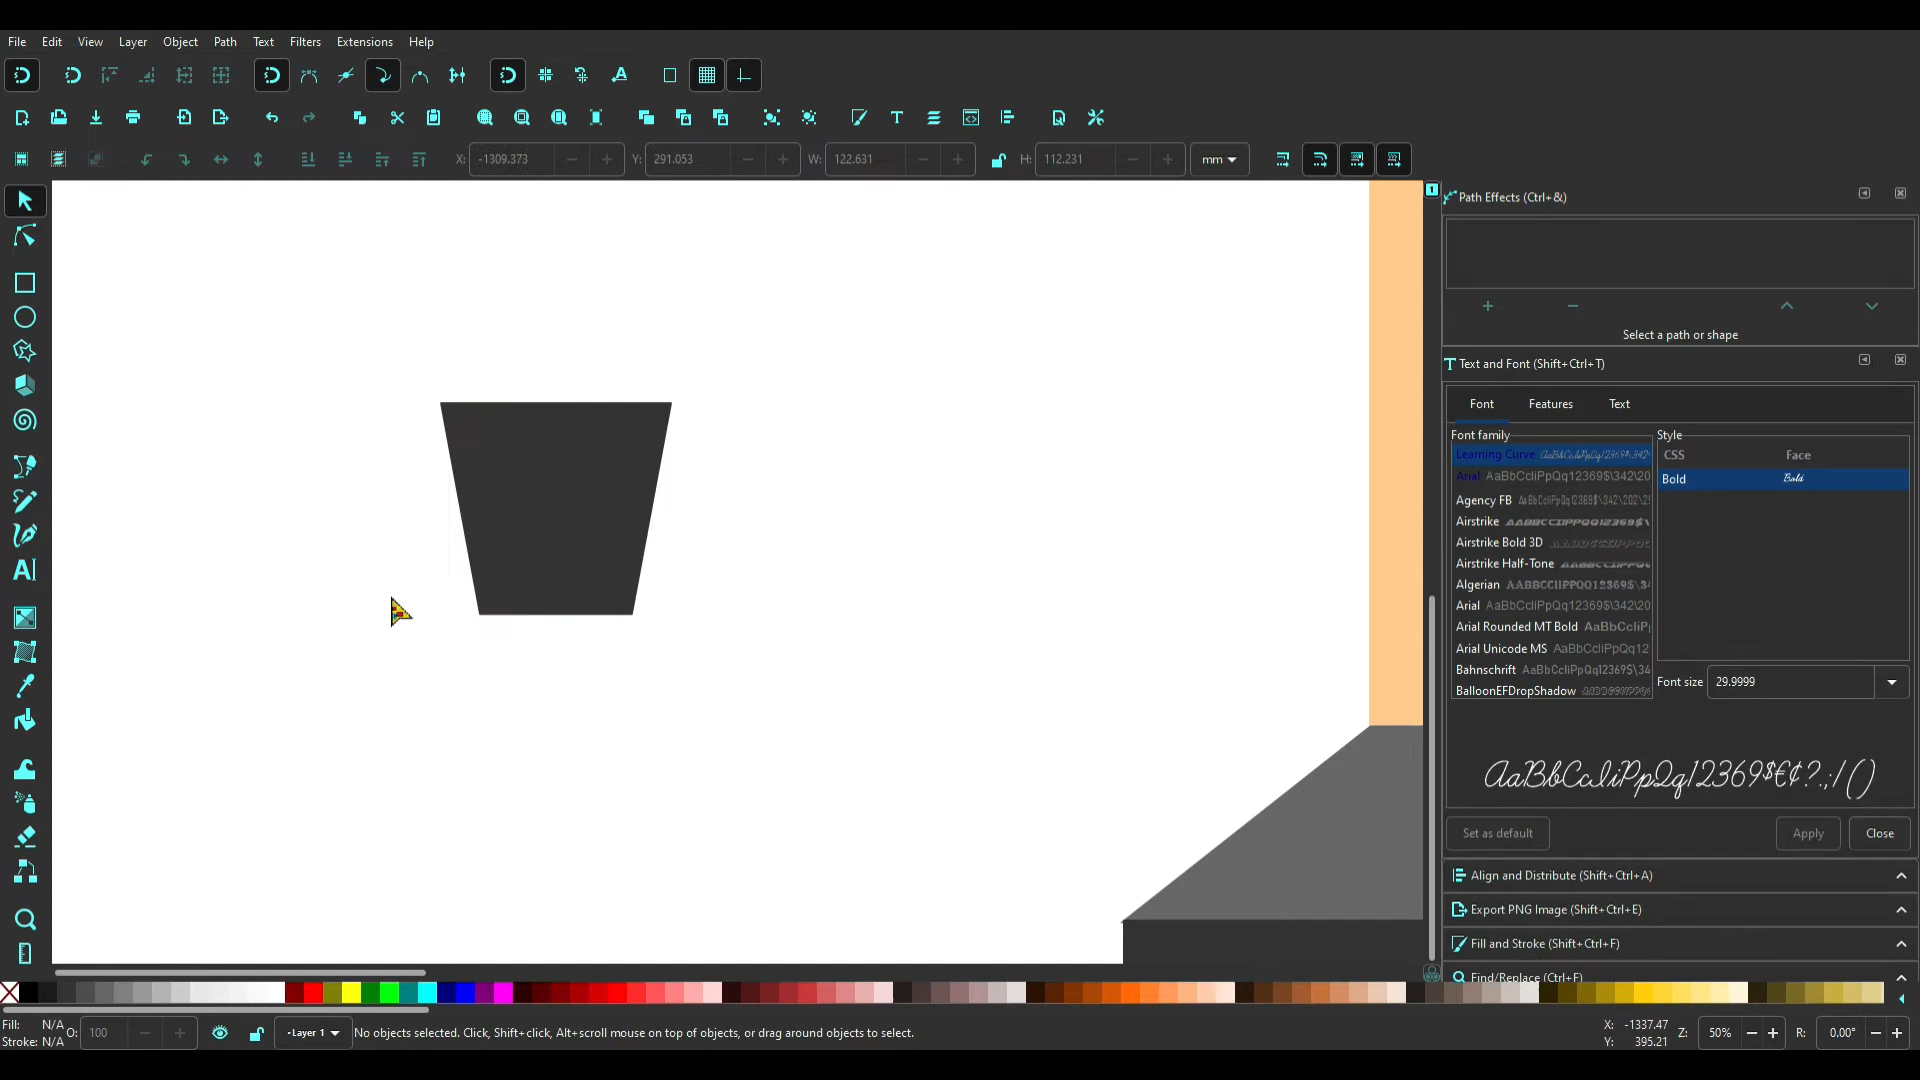 File Edit View Layer Object Path Text Filters Extensions Help
X: -1309.373 Y: 291.053 W: 122.631 H: 112.231 mm
Path Effects (Ctrl+&)
Select a path or shape
Text and Font (Shift+Ctrl+T)
Font Features Text
Font family Style
CSS Face
Bold Bold
Learning Curve
Arial AaBbCcIiPpQq12369$\342\20
Agency FB
Airstrike
Airstrike Bold 3D
Airstrike Half-Tone
Algerian AABBCCIIPPQQ12369$\3
Arial AaBbCcIiPpQq12369$\342\20
Arial Rounded MT Bold AaBbCcIiP
Arial Unicode MS AaBbCcIiPpQq12
Bahnschrift AaBbCcIiPpQq12369$\34
BalloonEFDropShadow
Font size 29.9999
AaBbCcIiPpQq12369$€¢?.;/()
Set as default Apply Close
Align and Distribute (Shift+Ctrl+A)
Export PNG Image (Shift+Ctrl+E)
Fill and Stroke (Shift+Ctrl+F)
Find/Replace (Ctrl+F)
Fill: N/A
Stroke: N/A
O: 100
-Layer 1
No objects selected. Click, Shift+click, Alt+scroll mouse on top of objects, or drag around objects to select.
X: -1337.47
Y: 395.21
Z: 50% R: 0.00°